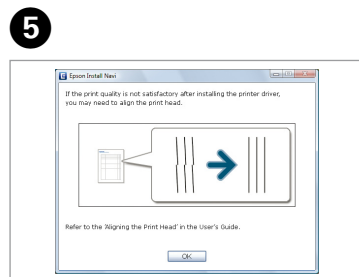 5
Epson Install Navi
If the print quality is not satisfactory after installing the printer driver,
you may need to align the print head.
Refer to the 'Aligning the Print Head' in the User's Guide.
OK